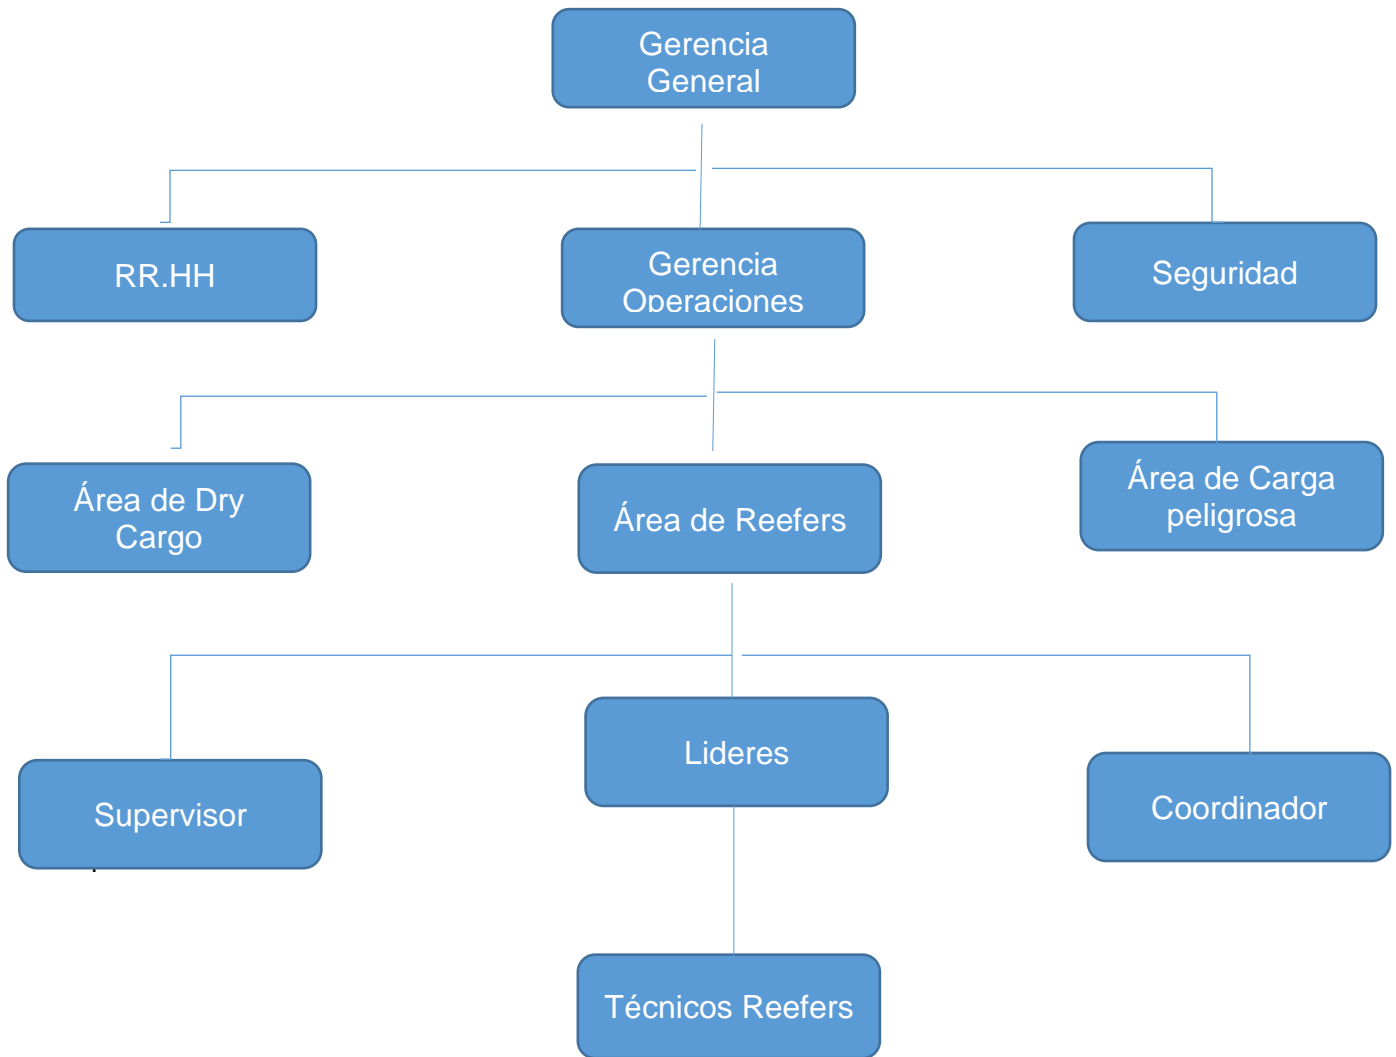 Gerencia
General
RR.HH
Gerencia
Operaciones
Seguridad
Área de Dry
Cargo
Área de Reefers
Área de Carga
peligrosa
Supervisor
Lideres
Coordinador
Técnicos Reefers